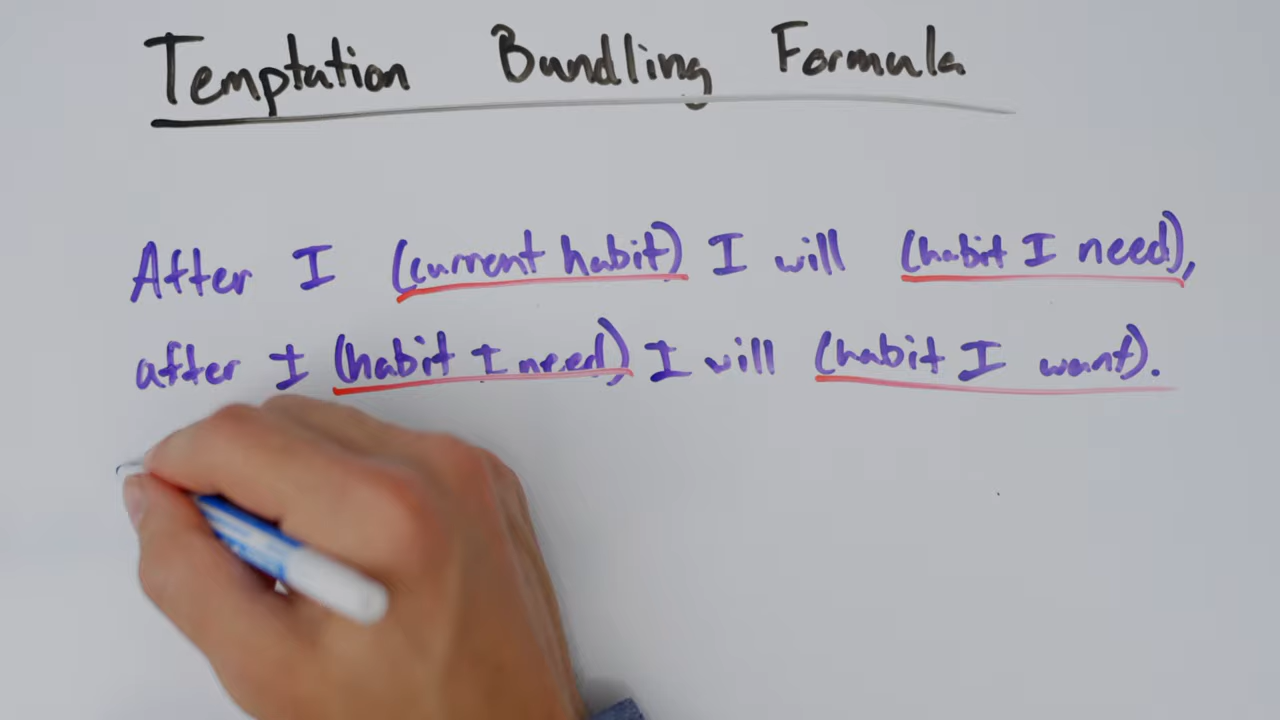 Temptation Bundling Formula
After I (current habit) I will (habit I need),
after I (habit I need) I will (habit I want).